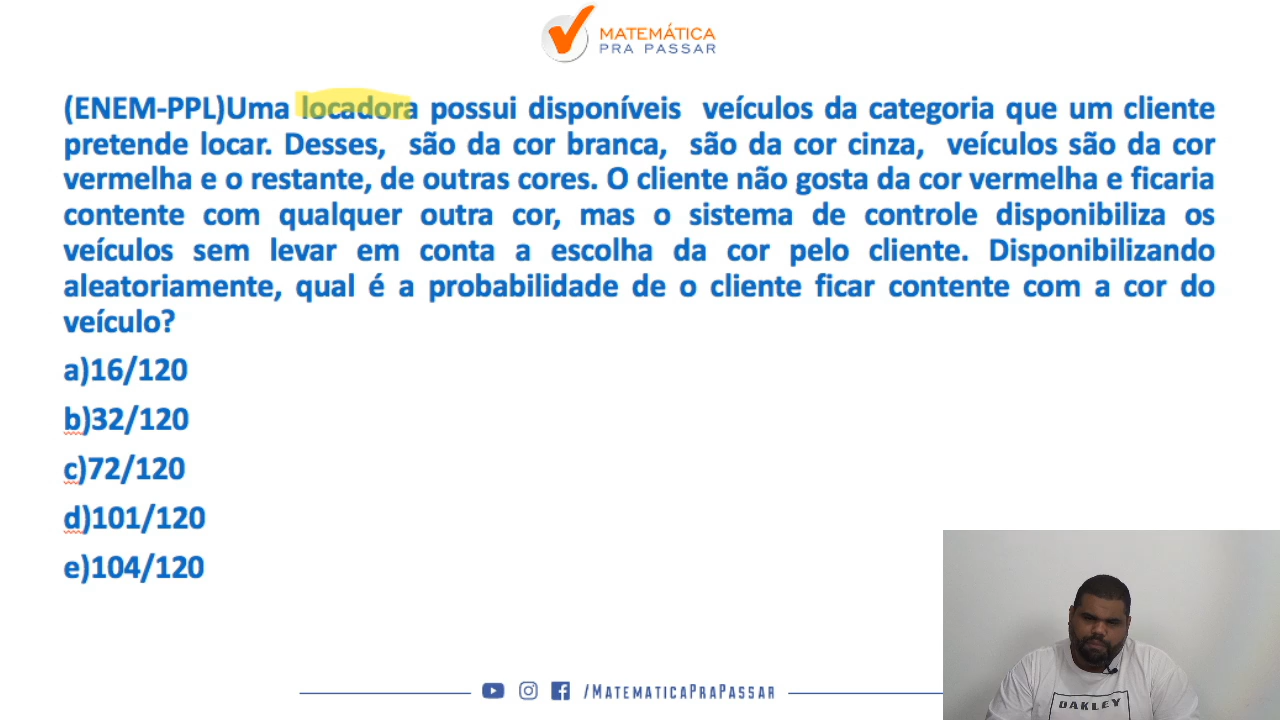 MATEMÁTICA
PRA PASSAR
(ENEM-PPL)Uma locadora possui disponíveis veículos da categoria que um cliente
pretende locar. Desses, são da cor branca, são da cor cinza, veículos são da cor
vermelha e o restante, de outras cores. O cliente não gosta da cor vermelha e ficaria
contente com qualquer outra cor, mas o sistema de controle disponibiliza os
veículos sem levar em conta a escolha da cor pelo cliente. Disponibilizando
aleatoriamente, qual é a probabilidade de o cliente ficar contente com a cor do
veículo?
a)16/120
b)32/120
c)72/120
d)101/120
e)104/120
/MATEMATICAPRAPASSAR
OAKLEY